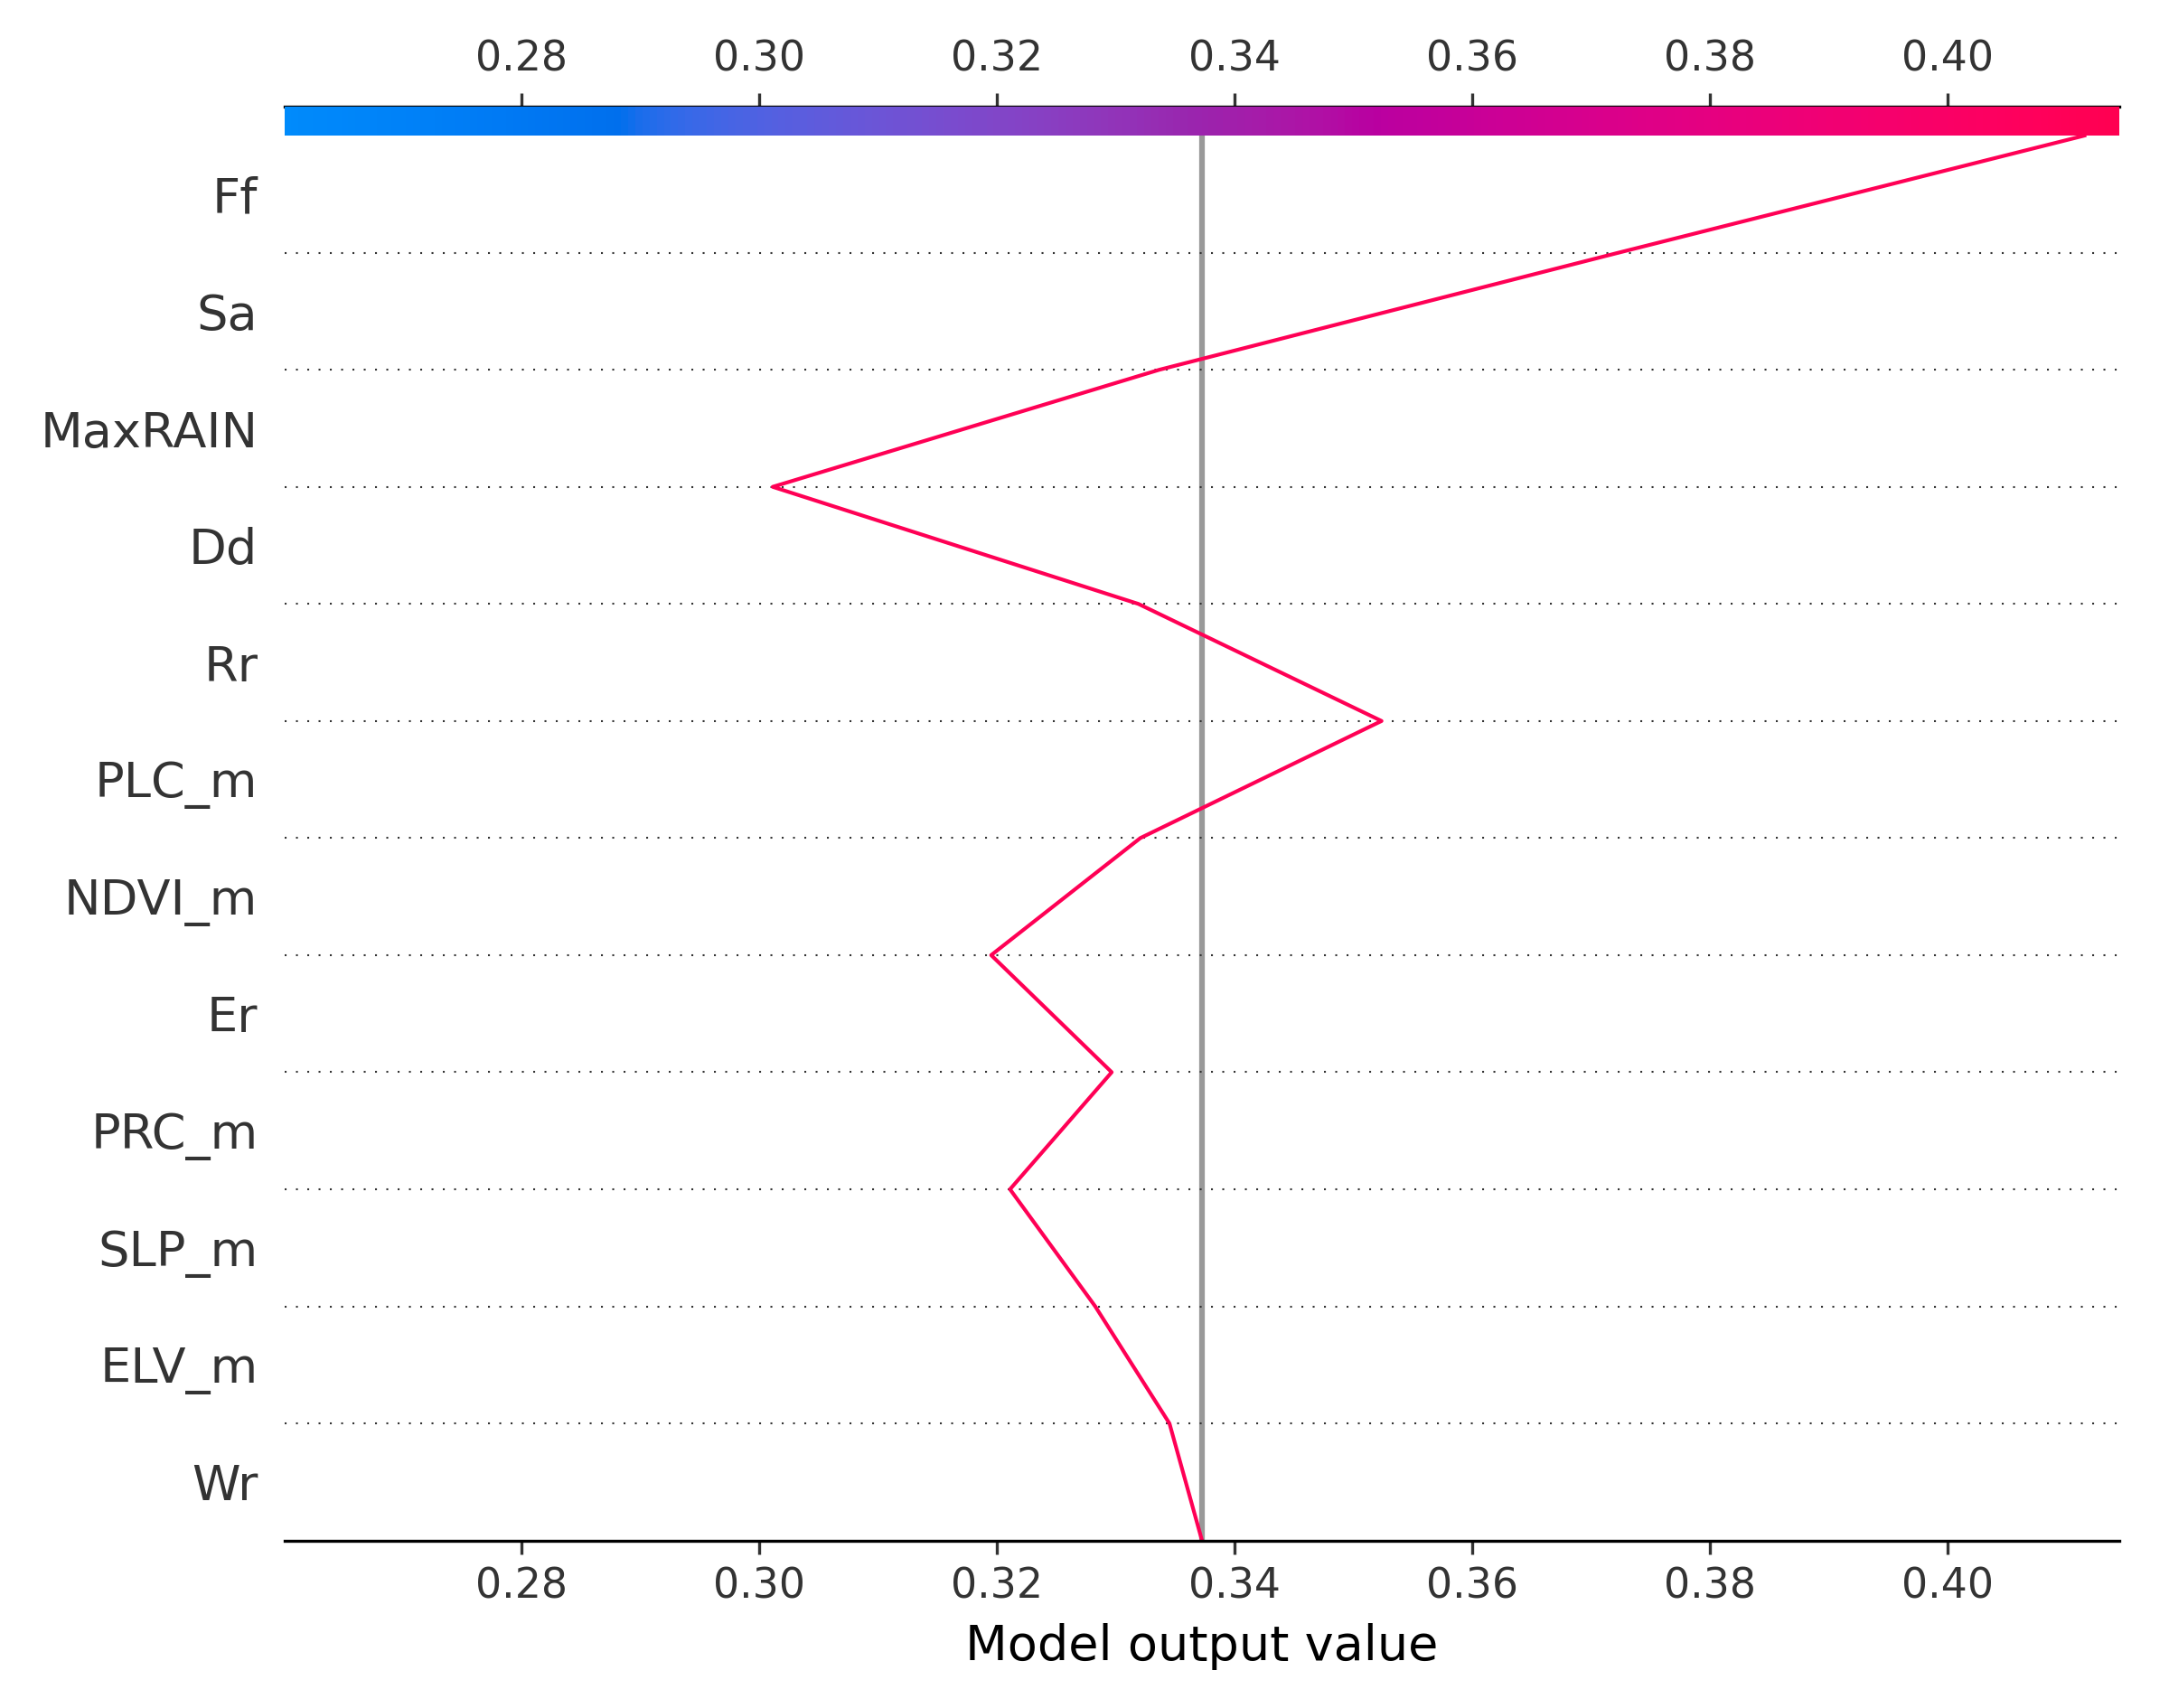 0.28 0.30 0.32 0.34 0.36 0.38 0.40
Ff
Sa
MaxRAIN
Dd
Rr
PLC_m
NDVI_m
Er
PRC_m
SLP_m
ELV_m
Wr
0.28 0.30 0.32 0.34 0.36 0.38 0.40
Model output value